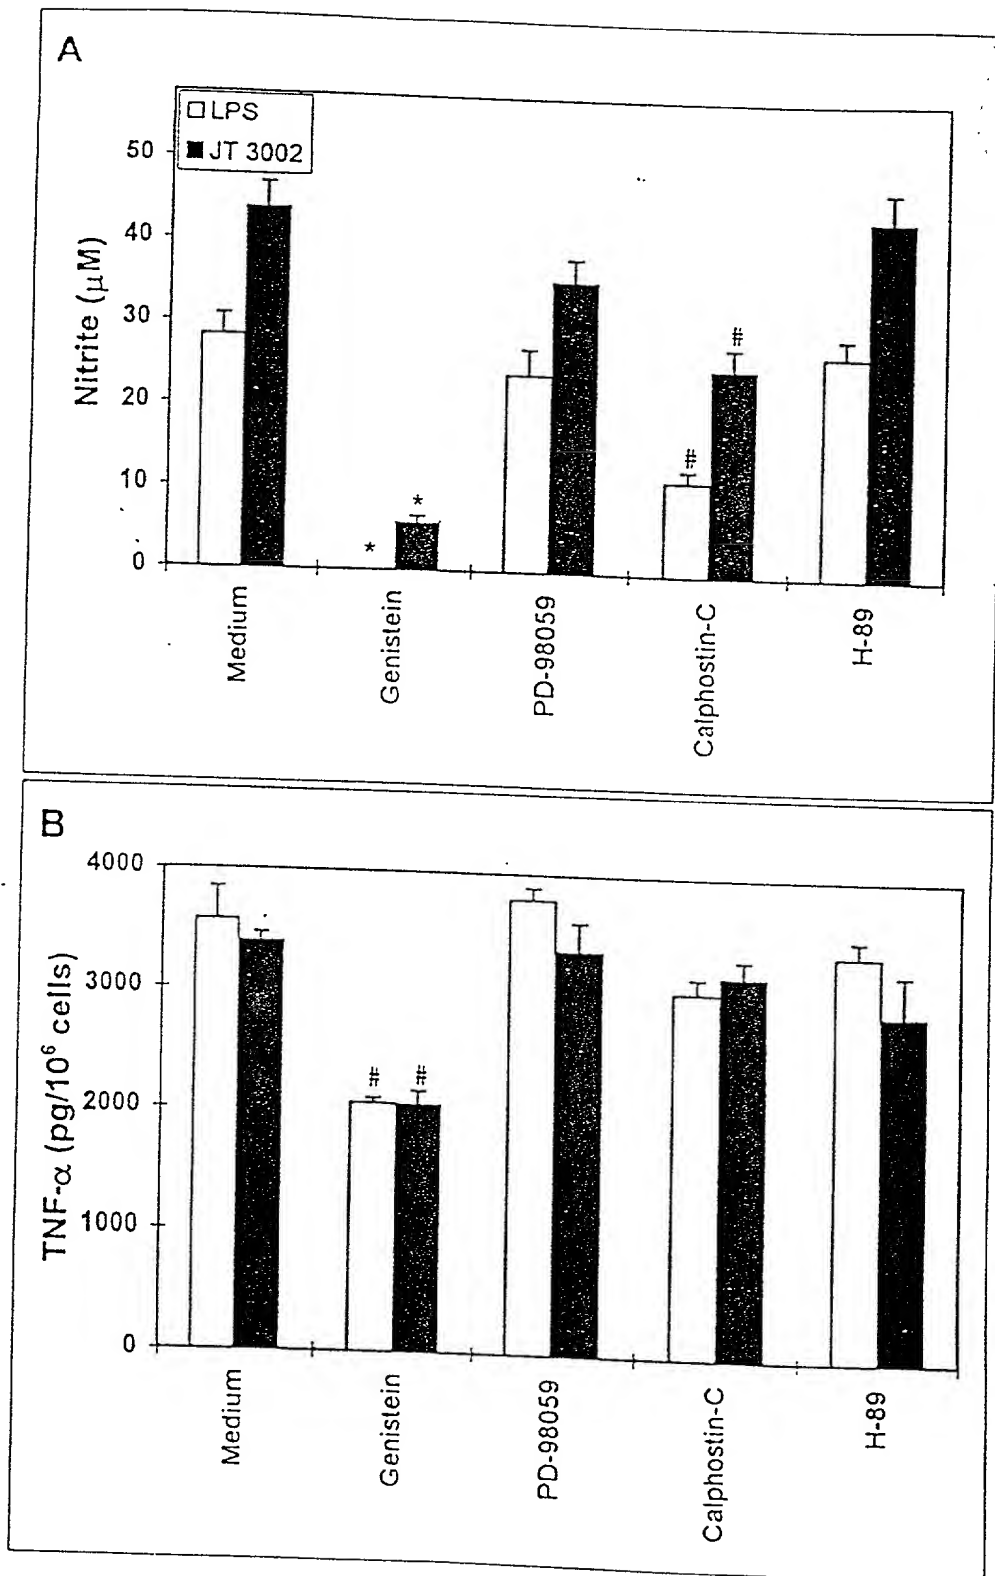 A
□ LPS
■ JT 3002
Nitrite (μM)
50
40
30
20
10
0
*
*
#
#
Medium
Genistein
PD-98059
Calphostin-C
H-89
B
TNF-α (pg/10⁶ cells)
4000
3000
2000
1000
0
# #
Medium
Genistein
PD-98059
Calphostin-C
H-89